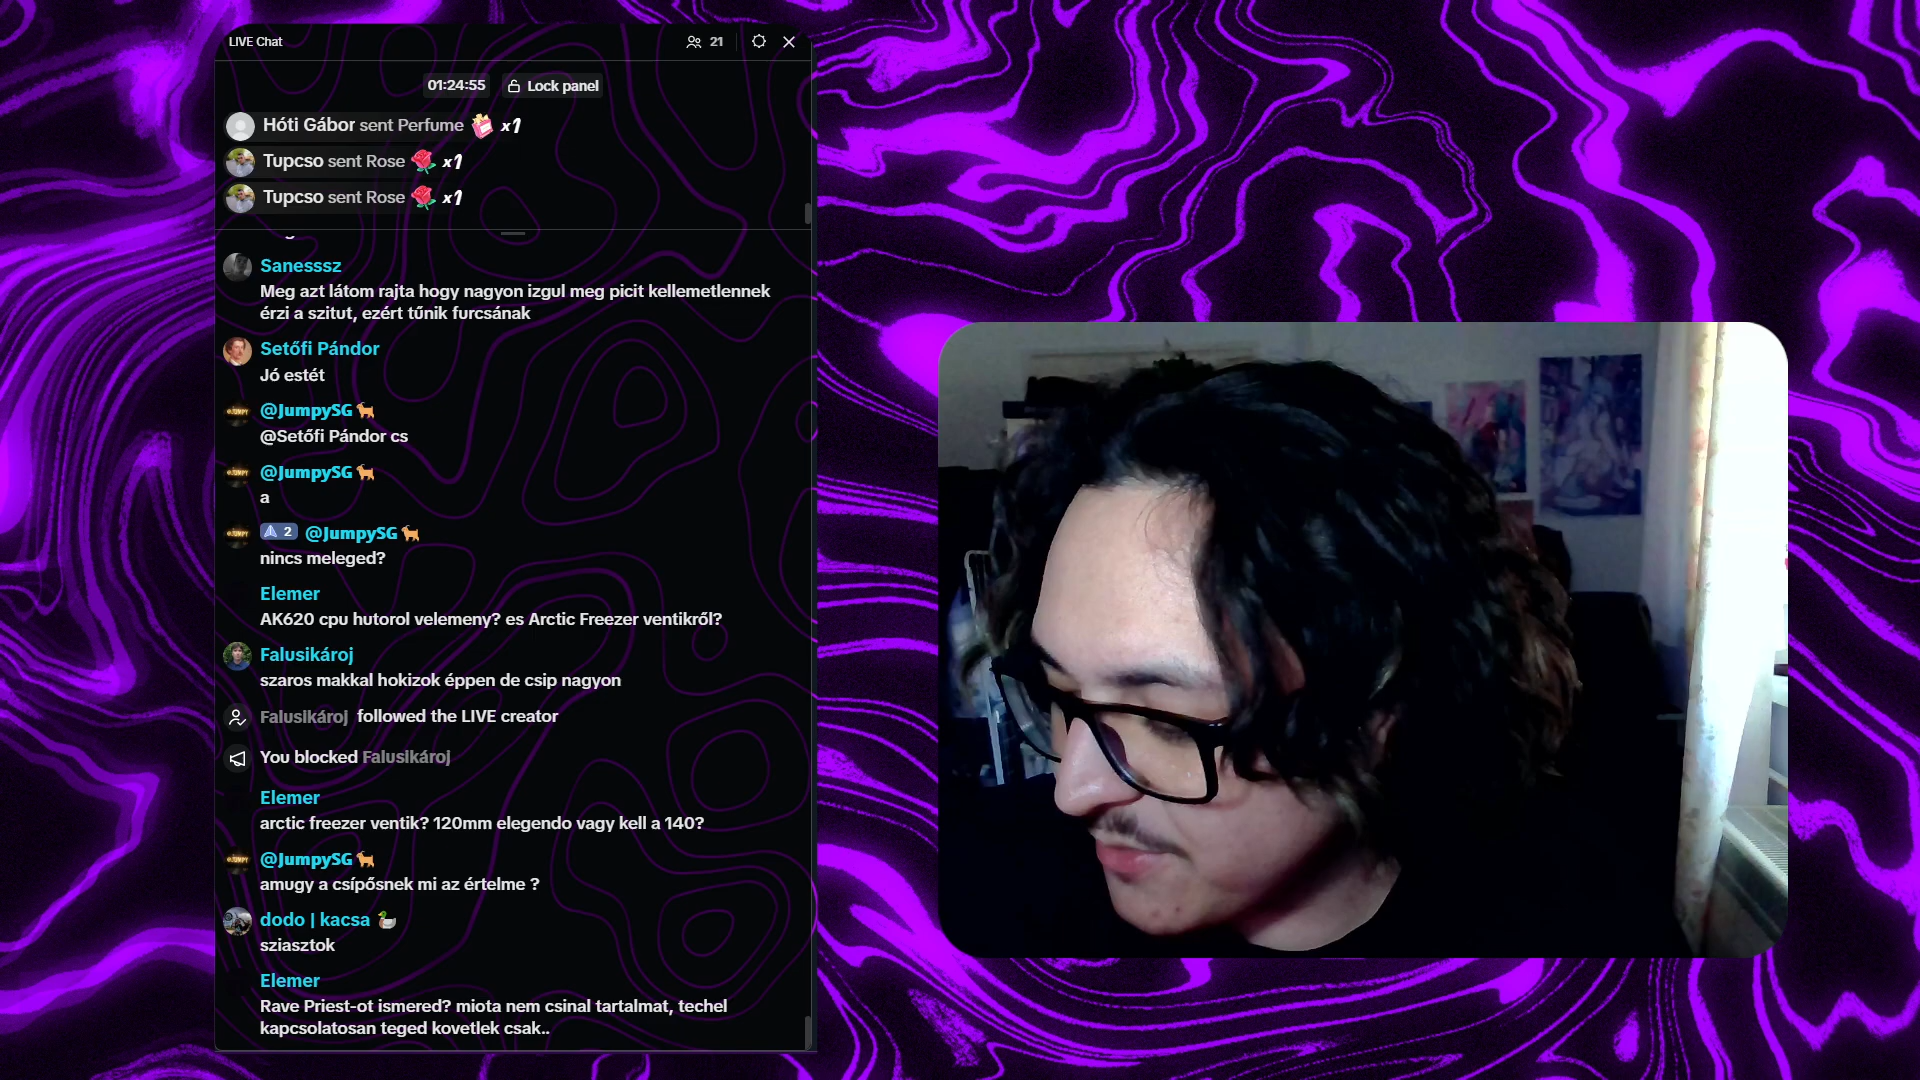 LIVE Chat
21
01:24:55 Lock panel
Hóti Gábor sent Perfume x1
Tupcso sent Rose x1
Tupcso sent Rose x1
Sanesssz
Meg azt látom rajta hogy nagyon izgul meg picit kellemetlennek
érzi a szitut, ezért tűnik furcsának
Setőfi Pándor
Jó estét
@JumpySG
@Setőfi Pándor cs
@JumpySG
a
2 @JumpySG
nincs meleged?
Elemer
AK620 cpu hutorol velemeny? es Arctic Freezer ventikről?
Falusikároj
szaros makkal hokizok éppen de csip nagyon
Falusikároj followed the LIVE creator
You blocked Falusikároj
Elemer
arctic freezer ventik? 120mm elegendo vagy kell a 140?
@JumpySG
amugy a csípősnek mi az értelme ?
dodo | kacsa
sziasztok
Elemer
Rave Priest-ot ismered? miota nem csinal tartalmat, techel
kapcsolatosan teged kovetlek csak..